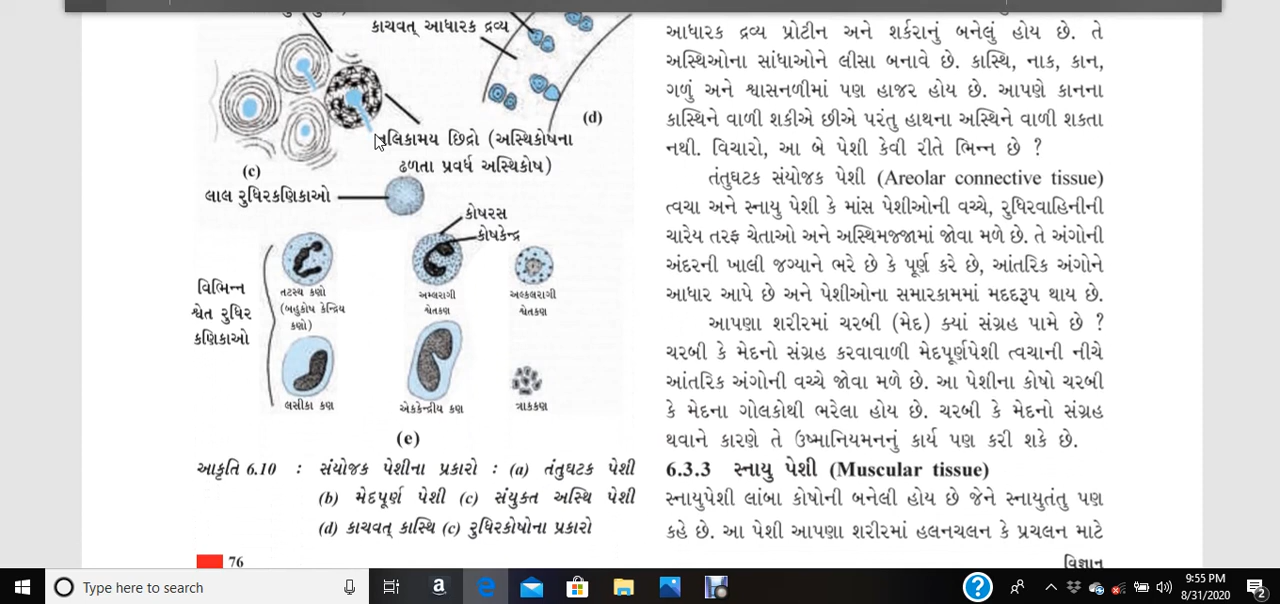 કાચવત્ આધારક દ્રવ્ય
(d)
છિદ્રો (અસ્થિકોષના
ઢળતા પ્રવર્ધ અસ્થિકોષ)
(c)
લાલ રુધિરકણિકાઓ
કોષરસ
કોષકેન્દ્ર
વિભિન્ન
શ્વેત રુધિર
કણિકાઓ
તટસ્થ કણો
(બહુકોષ કેન્દ્રિય
કણો)
અમ્લરાગી
શ્વેતકણ
અલ્કલરાગી
શ્વેતકણ
લસીકા કણ
એકકેન્દ્રીય કણ
ત્રાકકણ
(e)
આકૃતિ 6.10 : સંયોજક પેશીના પ્રકારો : (a) તંતુઘટક પેશી
(b) મેદપૂર્ણ પેશી (c) સંયુક્ત અસ્થિ પેશી
(d) કાચવત્ કાસ્થિ (c) રુધિરકોષોના પ્રકારો
76
આધારક દ્રવ્ય પ્રોટીન અને શર્કરાનું બનેલું હોય છે. તે
અસ્થિઓના સાંધાઓને લીસા બનાવે છે. કાસ્થિ, નાક, કાન,
ગળું અને શ્વાસનળીમાં પણ હાજર હોય છે. આપણે કાનના
કાસ્થિને વાળી શકીએ છીએ પરંતુ હાથના અસ્થિને વાળી શકતા
નથી. વિચારો, આ બે પેશી કેવી રીતે ભિન્ન છે ?
તંતુઘટક સંયોજક પેશી (Areolar connective tissue)
ત્વચા અને સ્નાયુ પેશી કે માંસ પેશીઓની વચ્ચે, રુધિરવાહિનીની
ચારેય તરફ ચેતાઓ અને અસ્થિમજ્જામાં જોવા મળે છે. તે અંગોની
અંદરની ખાલી જગ્યાને ભરે છે કે પૂર્ણ કરે છે, આંતરિક અંગોને
આધાર આપે છે અને પેશીઓના સમારકામમાં મદદરૂપ થાય છે.
આપણા શરીરમાં ચરબી (મેદ) ક્યાં સંગ્રહ પામે છે ?
ચરબી કે મેદનો સંગ્રહ કરવાવાળી મેદપૂર્ણપેશી ત્વચાની નીચે
આંતરિક અંગોની વચ્ચે જોવા મળે છે. આ પેશીના કોષો ચરબી
કે મેદના ગોલકોથી ભરેલા હોય છે. ચરબી કે મેદનો સંગ્રહ
થવાને કારણે તે ઉષ્માનિયમનનું કાર્ય પણ કરી શકે છે.
6.3.3 સ્નાયુ પેશી (Muscular tissue)
સ્નાયુપેશી લાંબા કોષોની બનેલી હોય છે જેને સ્નાયુતંતુ પણ
કહે છે. આ પેશી આપણા શરીરમાં હલનચલન કે પ્રચલન માટે
વિજ્ઞાન
Type here to search
9:55 PM
8/31/2020
2